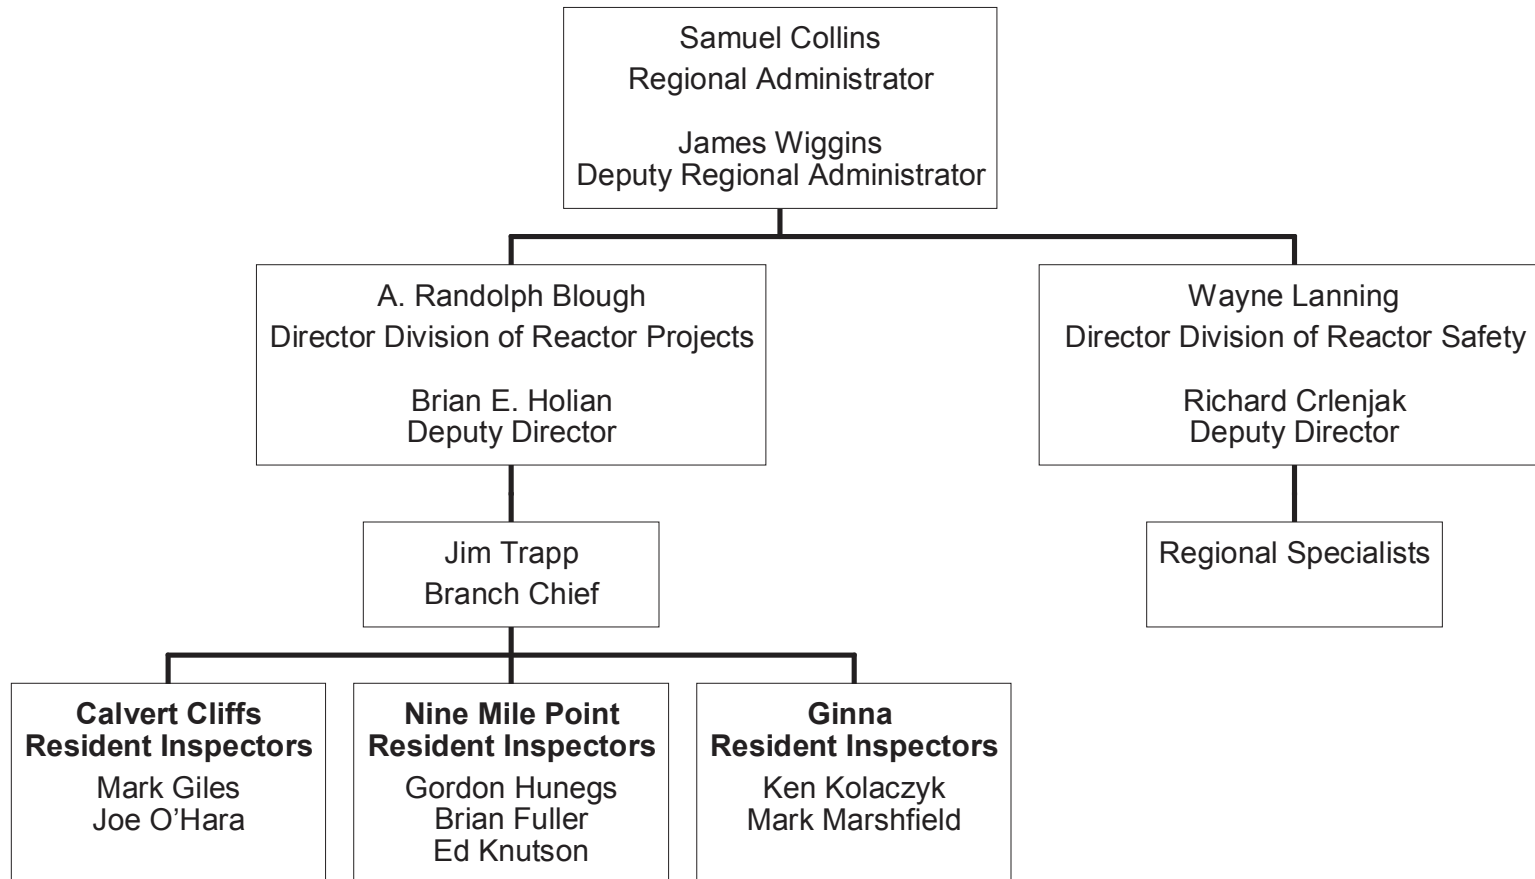 Samuel Collins
Regional Administrator
James Wiggins
Deputy Regional Administrator
A. Randolph Blough
Director Division of Reactor Projects
Brian E. Holian
Deputy Director
Wayne Lanning
Director Division of Reactor Safety
Richard Crlenjak
Deputy Director
Jim Trapp
Branch Chief
Regional Specialists
Calvert Cliffs
Resident Inspectors
Mark Giles
Joe O’Hara
Nine Mile Point
Resident Inspectors
Gordon Hunegs
Brian Fuller
Ed Knutson
Ginna
Resident Inspectors
Ken Kolaczyk
Mark Marshfield